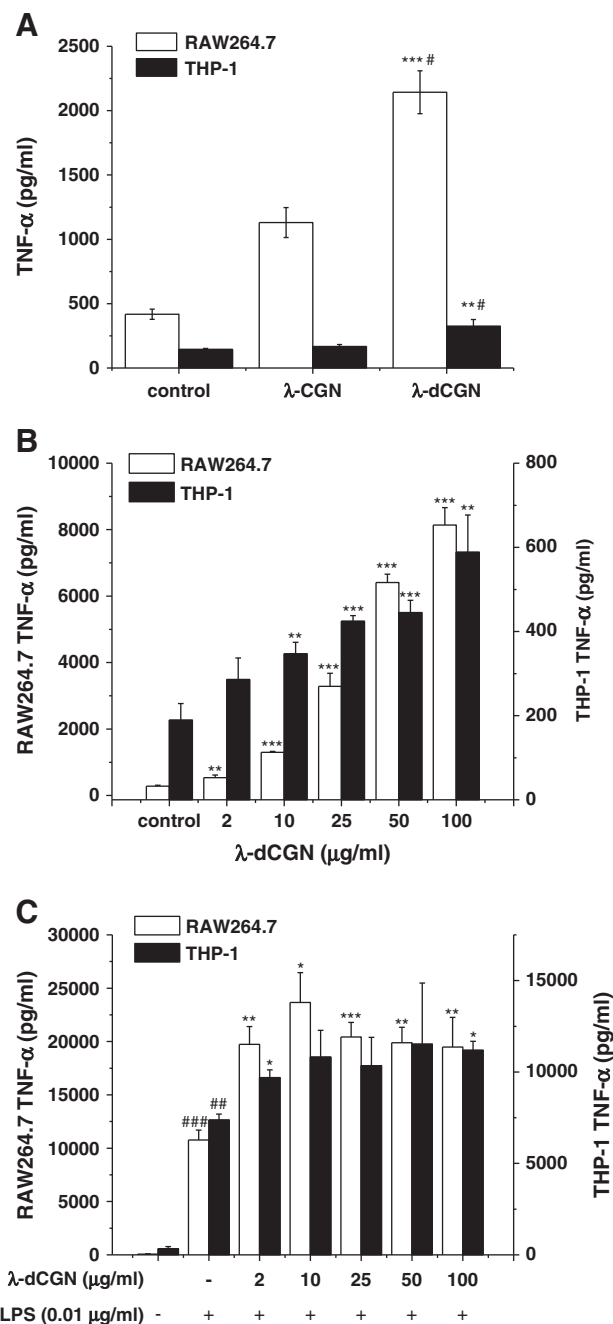 A
RAW264.7
THP-1
2500
2000
1500
1000
500
0
TNF-α (pg/ml)
*** #
** #
control λ-CGN λ-dCGN
B
RAW264.7
THP-1
10000
8000
6000
4000
2000
0
RAW264.7 TNF-α (pg/ml)
800
600
400
200
0
THP-1 TNF-α (pg/ml)
**
***
**
***
***
***
***
***
**
control 2 10 25 50 100
λ-dCGN (μg/ml)
C
RAW264.7
THP-1
30000
25000
20000
15000
10000
5000
0
RAW264.7 TNF-α (pg/ml)
15000
10000
5000
0
THP-1 TNF-α (pg/ml)
###
##
**
*
*
***
**
**
*
λ-dCGN (μg/ml) - 2 10 25 50 100
LPS (0.01 μg/ml) - + + + + + +